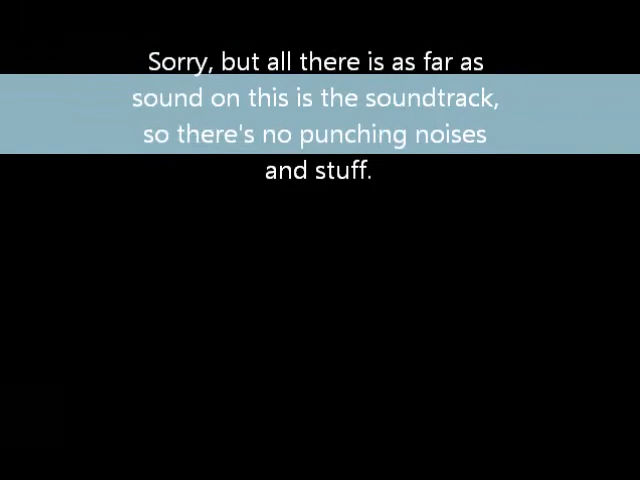 Sorry, but all there is as far as
sound on this is the soundtrack,
so there's no punching noises
and stuff.